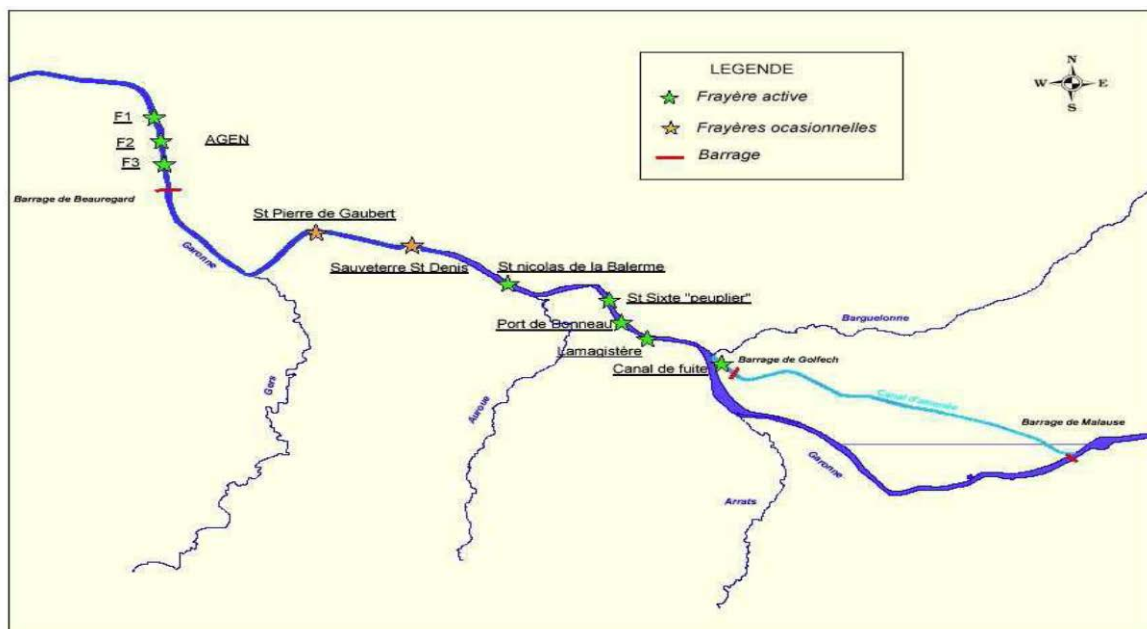 LEGENDE
Frayère active
Frayères ocasionnelles
Barrage
N
W E
S
F1
F2
AGEN
F3
Barrage de Beauregard
St Pierre de Gaubert
Garonne
Sauveterre St Denis
St nicolas de la Balerme
St Sixte "peuplier"
Port de Bonneau
Barguelonne
Lamagistère
Canal de fuite
Barrage de Golfech
Gers
Auroue
Canal d'amenée
Barrage de Malause
Garonne
Arrats